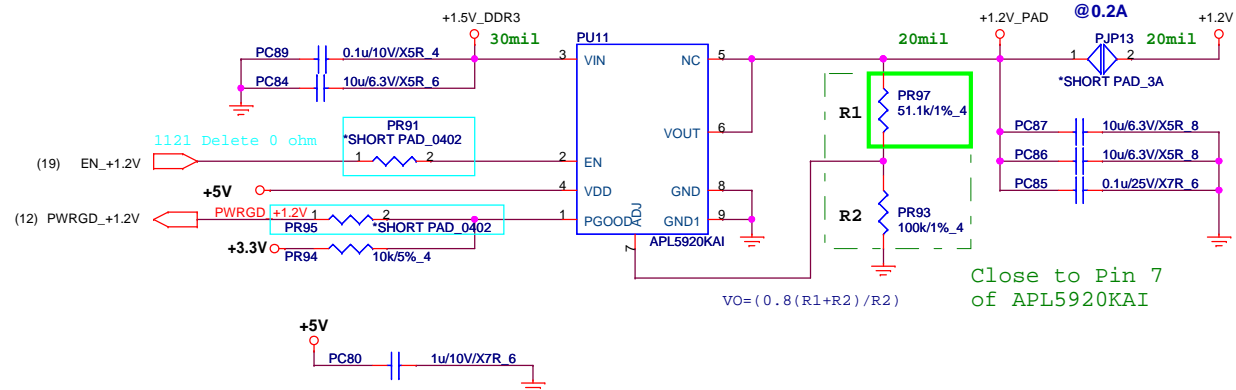 +1.5V_DDR3
30mil
PU11
20mil
+1.2V_PAD
@0.2A
PJP13
20mil
+1.2V
PC89
0.1u/10V/X5R_4
3
VIN
NC
5
1
2
PC84
10u/6.3V/X5R_6
*SHORT PAD_3A
R1
PR97
51.1k/1%_4
PR91
*SHORT PAD_0402
1121 Delete 0 ohm
VOUT
6
PC87
10u/6.3V/X5R_8
(19)
EN_+1.2V
1
2
2
EN
PC86
10u/6.3V/X5R_8
+5V
4
VDD
GND
8
PC85
0.1u/25V/X7R_6
(12)
PWRGD_+1.2V
PWRGD_+1.2V
1
2
1
PGOOD
ADJ
GND1
9
R2
PR93
100k/1%_4
PR95
*SHORT PAD_0402
+3.3V
PR94
10k/5%_4
7
APL5920KAI
VO=(0.8(R1+R2)/R2)
Close to Pin 7
of APL5920KAI
+5V
PC80
1u/10V/X7R_6